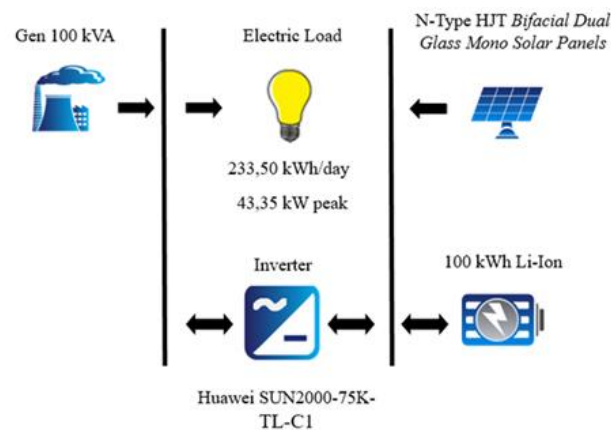 Gen 100 kVA
Electric Load
N-Type HJT Bifacial Dual
Glass Mono Solar Panels
233,50 kWh/day
43,35 kW peak
Inverter
100 kWh Li-Ion
Huawei SUN2000-75K-
TL-C1